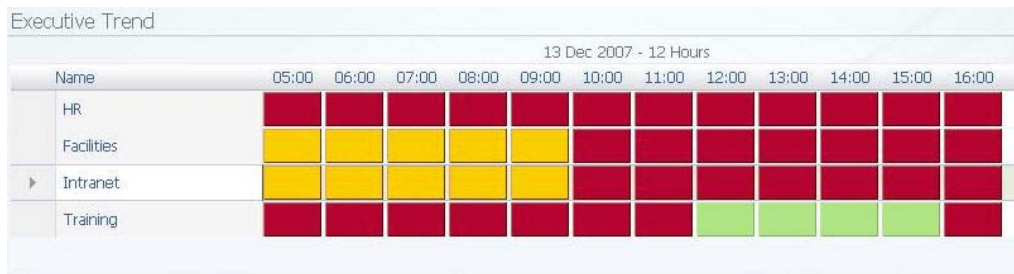 Executive Trend
13 Dec 2007 - 12 Hours
Name 05:00 06:00 07:00 08:00 09:00 10:00 11:00 12:00 13:00 14:00 15:00 16:00
HR
Facilities
Intranet
Training